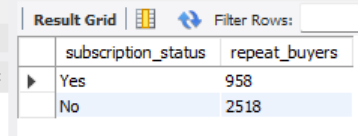 Result Grid Filter Rows:
subscription_status repeat_buyers
Yes 958
No 2518